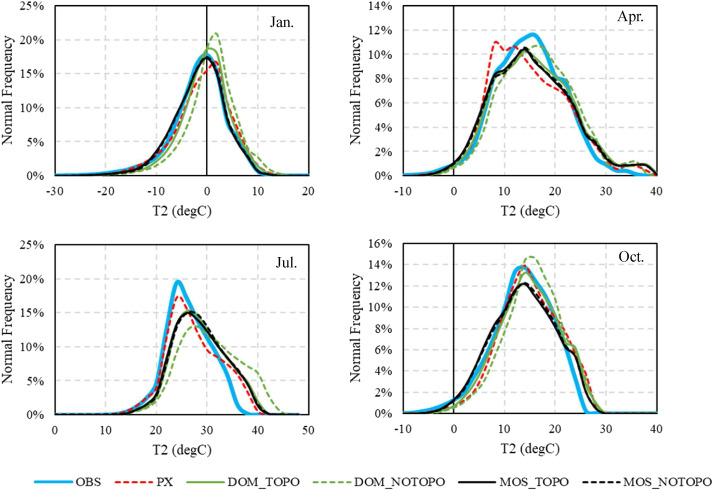 Jan.
Normal Frequency
25%
20%
15%
10%
5%
0%
-30 -20 -10 0 10 20
T2 (degC)
Apr.
Normal Frequency
14%
12%
10%
8%
6%
4%
2%
0%
-10 0 10 20 30 40
T2 (degC)
Jul.
Normal Frequency
25%
20%
15%
10%
5%
0%
0 10 20 30 40 50
T2 (degC)
Oct.
Normal Frequency
16%
14%
12%
10%
8%
6%
4%
2%
0%
-10 0 10 20 30 40
T2 (degC)
OBS PX DOM_TOPO DOM_NOTOPO MOS_TOPO MOS_NOTOPO